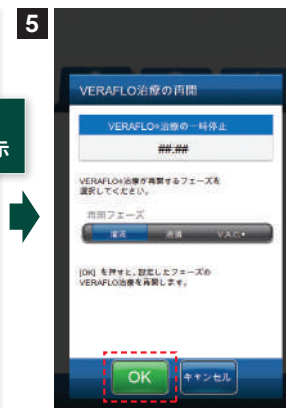 5
示
VERAFLO治療の再開
VERAFLO®治療の一時停止
##:##
VERAFLO®治療が再開するフェーズを
選択してください。
再開フェーズ
灌流 浸漬 V.A.C.®
[OK] を押すと、設定したフェーズの
VERAFLO治療を再開します。
OK キャンセル